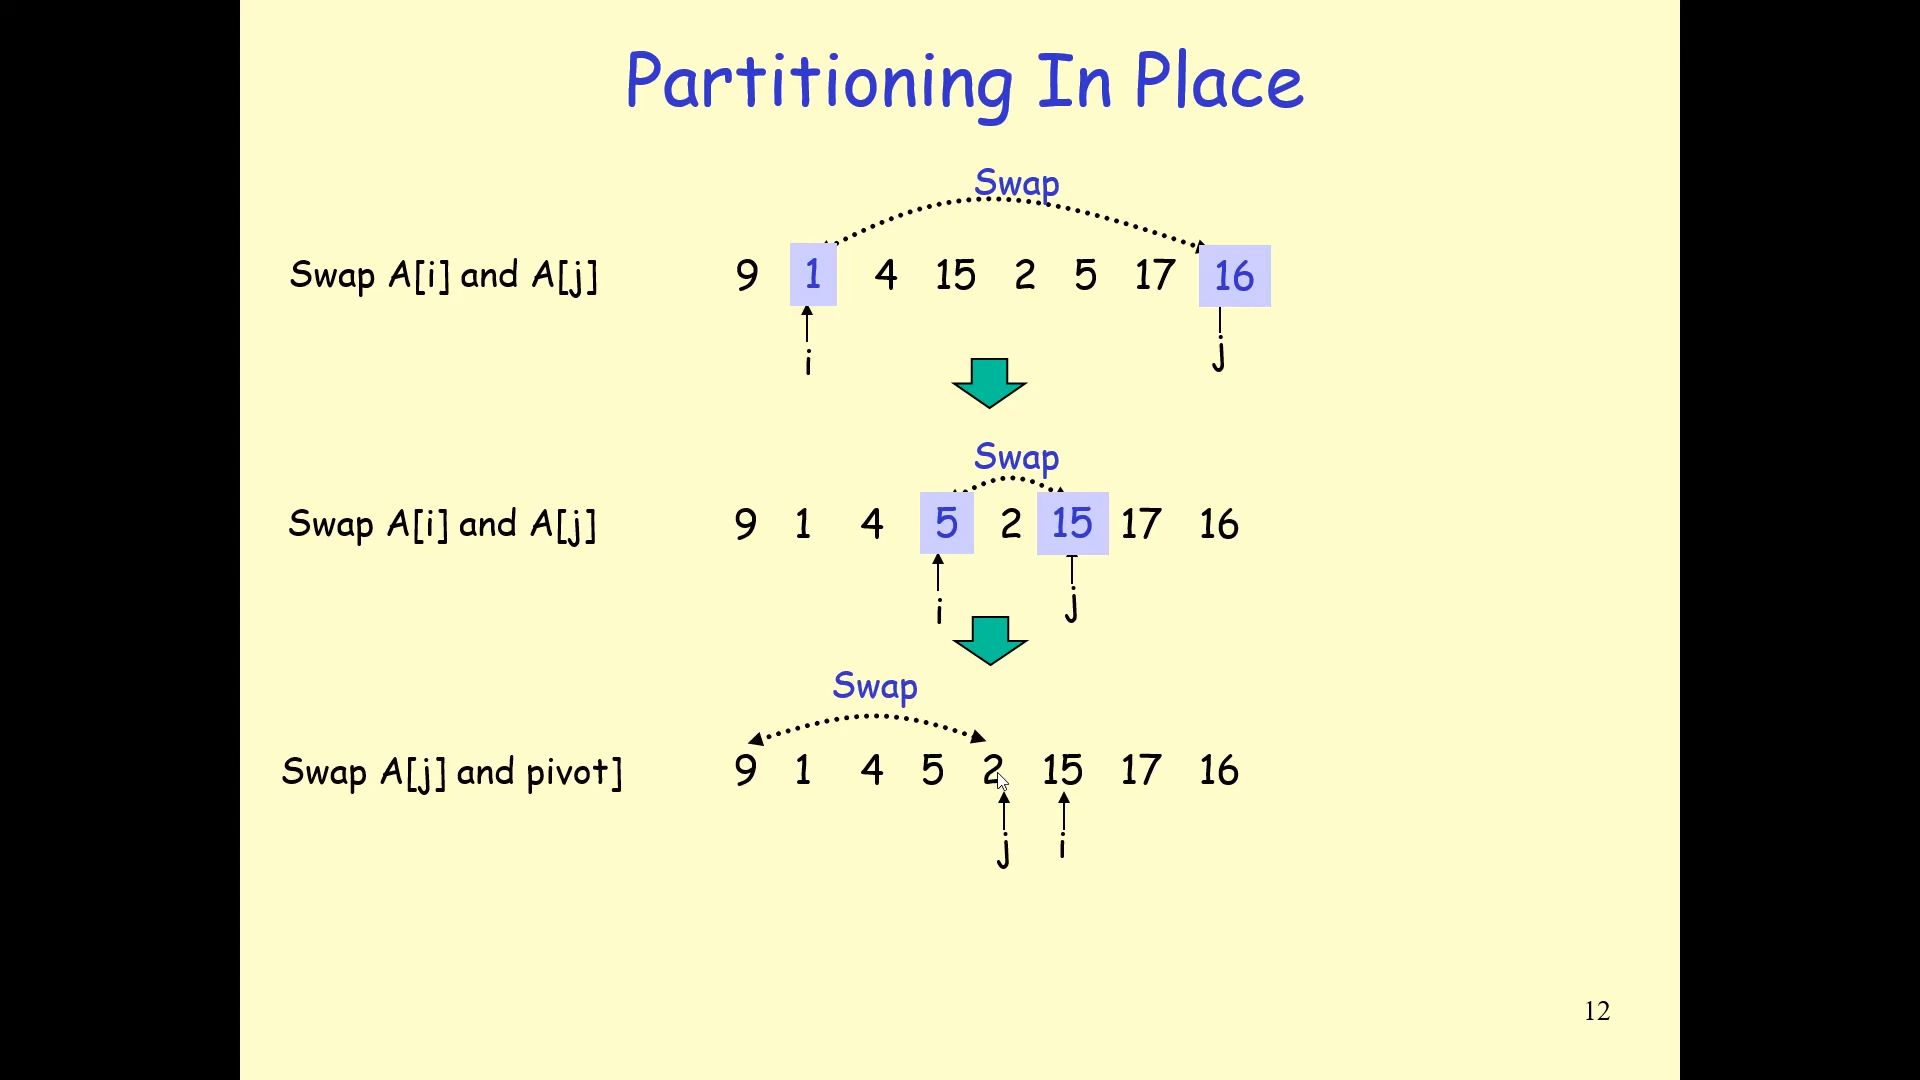 Partitioning In Place
Swap
Swap A[i] and A[j] 9 1 4 15 2 5 17 16
i j
Swap
Swap A[i] and A[j] 9 1 4 5 2 15 17 16
i j
Swap
Swap A[j] and pivot] 9 1 4 5 2 15 17 16
j i
12